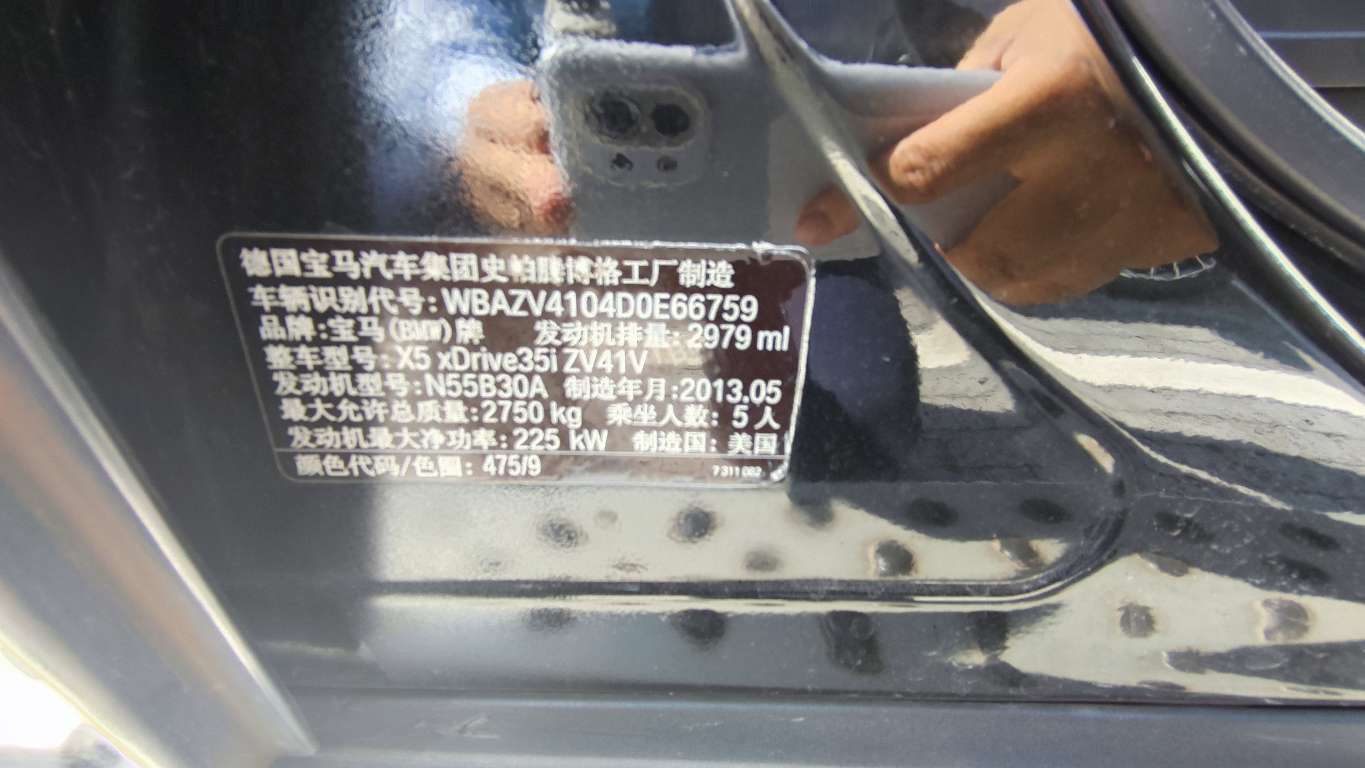 德国宝马汽车集团史帕腾博格工厂制造
车辆识别代号：WBAZV4104D0E66759
品牌：宝马（BMW）牌 发动机排量：2979 ml
整车型号：X5 xDrive35i ZV41V
发动机型号：N55B30A 制造年月：2013.05
最大允许总质量：2750 kg 乘坐人数：5 人
发动机最大净功率：225 kW 制造国：美国
颜色代码/色圈：475/9 7 311 082